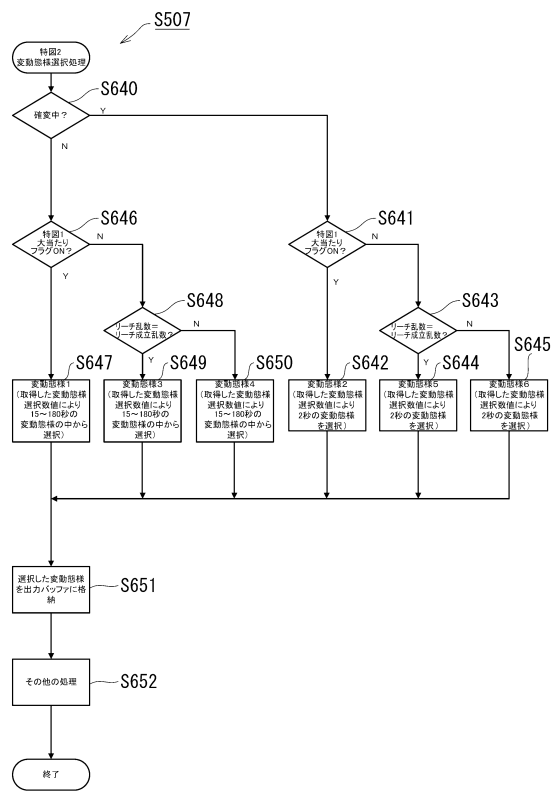 S507
特図2
変動態様選択処理
S640
確変中？
Y
N
S646
特図1
大当たり
フラグON？
N
Y
S641
特図1
大当たり
フラグON？
N
Y
S648
リーチ乱数＝
リーチ成立乱数？
N
Y
S643
リーチ乱数＝
リーチ成立乱数？
N
Y
S647
変動態様1
(取得した変動態様
選択数値により
15～180秒の
変動態様の中から
選択)
S649
変動態様3
(取得した変動態様
選択数値により
15～180秒の
変動態様の中から
選択)
S650
変動態様4
(取得した変動態様
選択数値により
15～180秒の
変動態様の中から
選択)
S642
変動態様2
(取得した変動態様
選択数値により
2秒の変動態様
を選択)
S644
変動態様5
(取得した変動態様
選択数値により
2秒の変動態様
を選択)
S645
変動態様6
(取得した変動態様
選択数値により
2秒の変動態様
を選択)
選択した変動態様
を出力バッファに格
納
S651
その他の処理
S652
終了